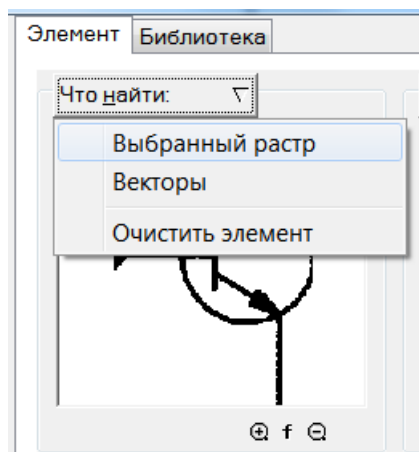 Элемент Библиотека
Что найти:
Выбранный растр
Векторы
Очистить элемент
f